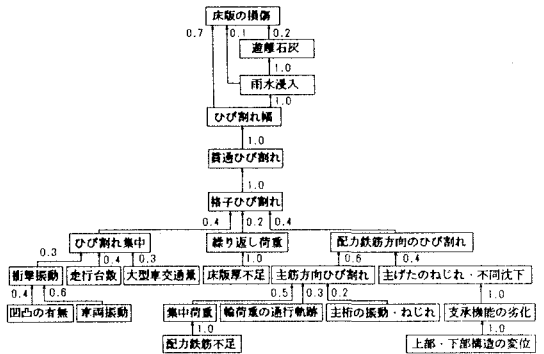 床版の損傷
0.7
0.1
0.2
遊離石灰
1.0
雨水浸入
1.0
ひび割れ幅
1.0
貫通ひび割れ
1.0
格子ひび割れ
0.4
0.2
0.4
ひび割れ集中
繰り返し荷重
配力鉄筋方向のひび割れ
0.3
0.4
0.3
1.0
0.6
0.4
衝撃振動
走行台数
大型車交通量
床版厚不足
主筋方向ひび割れ
主げたのねじれ・不同沈下
0.4
0.6
0.5
0.3
0.2
1.0
凹凸の有無
車両振動
集中荷重
輪荷重の通行軌跡
主桁の振動・ねじれ
支承機能の劣化
1.0
1.0
配力鉄筋不足
上部・下部構造の変位